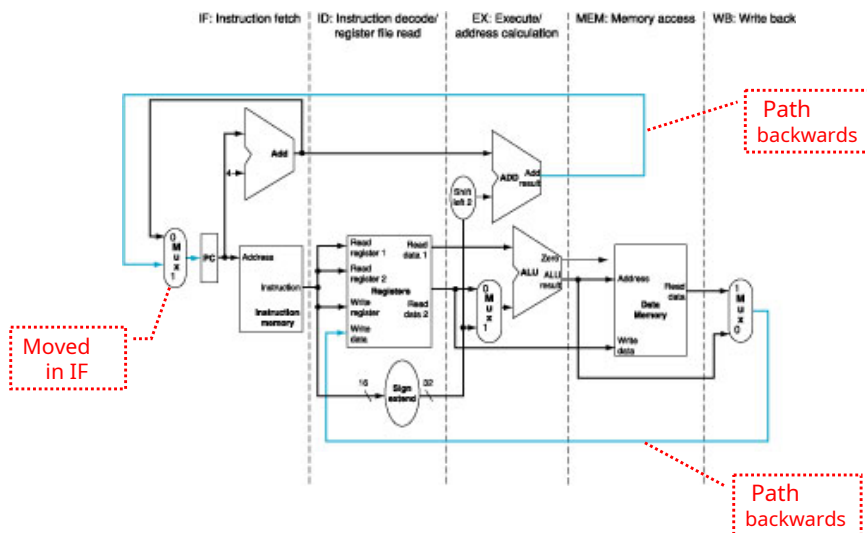 IF: Instruction fetch
ID: Instruction decode/
register file read
EX: Execute/
address calculation
MEM: Memory access
WB: Write back
Path
backwards
Add
4
ADD
Add
result
Shift
left 2
0
M
u
x
1
PC
Address
Instruction
Instruction
memory
Read
register 1
Read
register 2
Registers
Write
register
Write
data
Read
data 1
Read
data 2
0
M
u
x
1
Zero
ALU
ALU
result
Address
Data
Memory
Write
data
Read
data
1
M
u
x
0
Moved
in IF
16
Sign
extend
32
Path
backwards